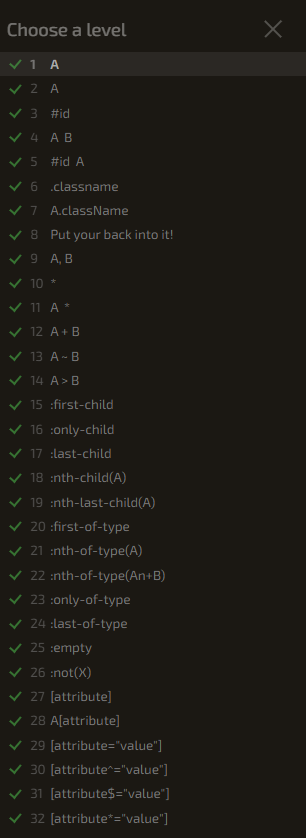 Choose a level
1 A
2 A
3 #id
4 A B
5 #id A
6 .classname
7 A.className
8 Put your back into it!
9 A, B
10 *
11 A *
12 A + B
13 A ~ B
14 A > B
15 :first-child
16 :only-child
17 :last-child
18 :nth-child(A)
19 :nth-last-child(A)
20 :first-of-type
21 :nth-of-type(A)
22 :nth-of-type(An+B)
23 :only-of-type
24 :last-of-type
25 :empty
26 :not(X)
27 [attribute]
28 A[attribute]
29 [attribute="value"]
30 [attribute^="value"]
31 [attribute$="value"]
32 [attribute*="value"]